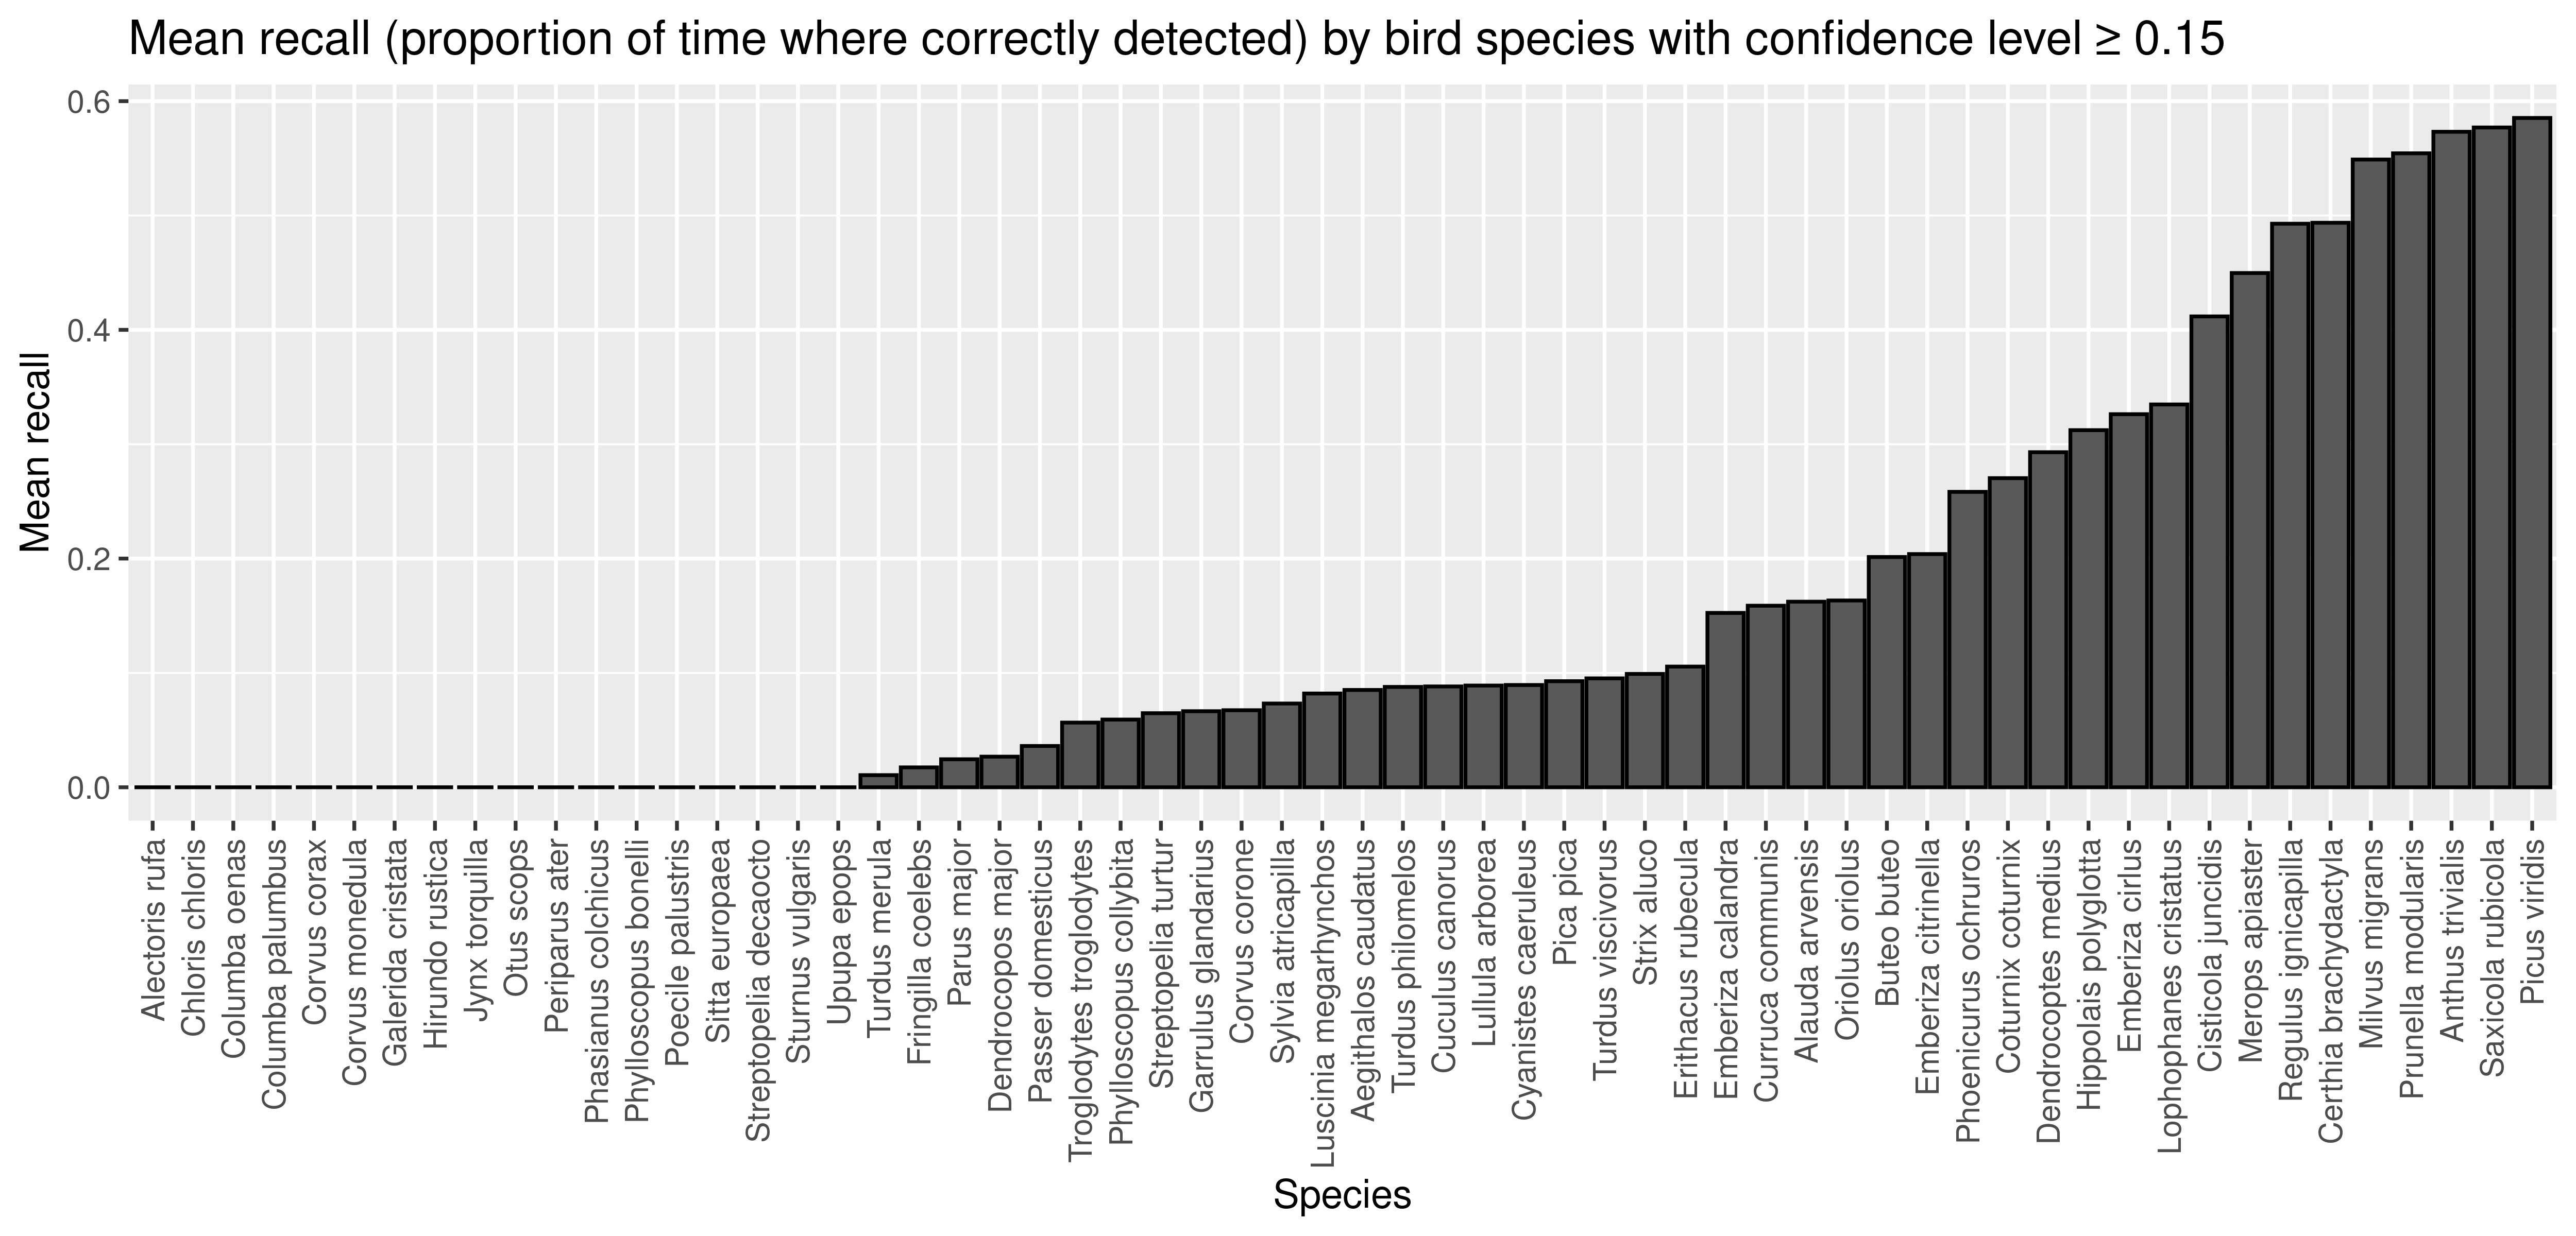 Mean recall (proportion of time where correctly detected) by bird species with confidence level ≥ 0.15
Mean recall
0.6
0.4
0.2
0.0
Alectoris rufa
Chloris chloris
Columba oenas
Columba palumbus
Corvus corax
Corvus monedula
Galerida cristata
Hirundo rustica
Jynx torquilla
Otus scops
Periparus ater
Phasianus colchicus
Phylloscopus bonelli
Poecile palustris
Sitta europaea
Streptopelia decaocto
Sturnus vulgaris
Upupa epops
Turdus merula
Fringilla coelebs
Parus major
Dendrocopos major
Passer domesticus
Troglodytes troglodytes
Phylloscopus collybita
Streptopelia turtur
Garrulus glandarius
Corvus corone
Sylvia atricapilla
Luscinia megarhynchos
Aegithalos caudatus
Turdus philomelos
Cuculus canorus
Lullula arborea
Cyanistes caeruleus
Pica pica
Turdus viscivorus
Strix aluco
Erithacus rubecula
Emberiza calandra
Curruca communis
Alauda arvensis
Oriolus oriolus
Buteo buteo
Emberiza citrinella
Phoenicurus ochruros
Coturnix coturnix
Dendrocoptes medius
Hippolais polyglotta
Emberiza cirlus
Lophophanes cristatus
Cisticola juncidis
Merops apiaster
Regulus ignicapilla
Certhia brachydactyla
Milvus migrans
Prunella modularis
Anthus trivialis
Saxicola rubicola
Picus viridis
Species